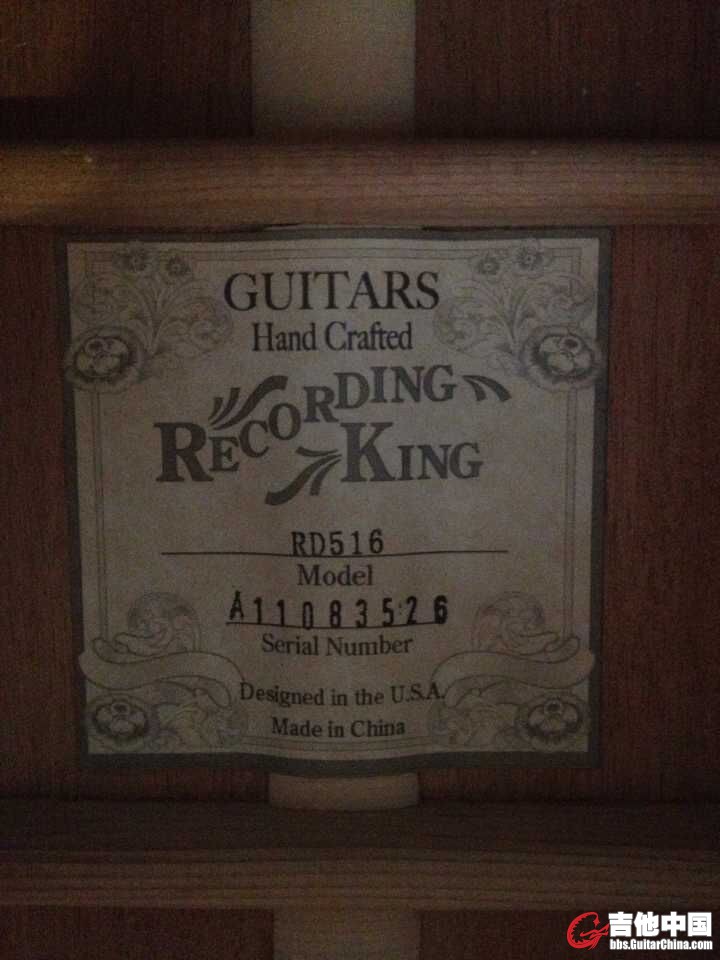 GUITARS
Hand Crafted
RECORDING
KING
RD516
Model
A11083526
Serial Number
Designed in the U.S.A.
Made in China
吉他中国
bbs.GuitarChina.com